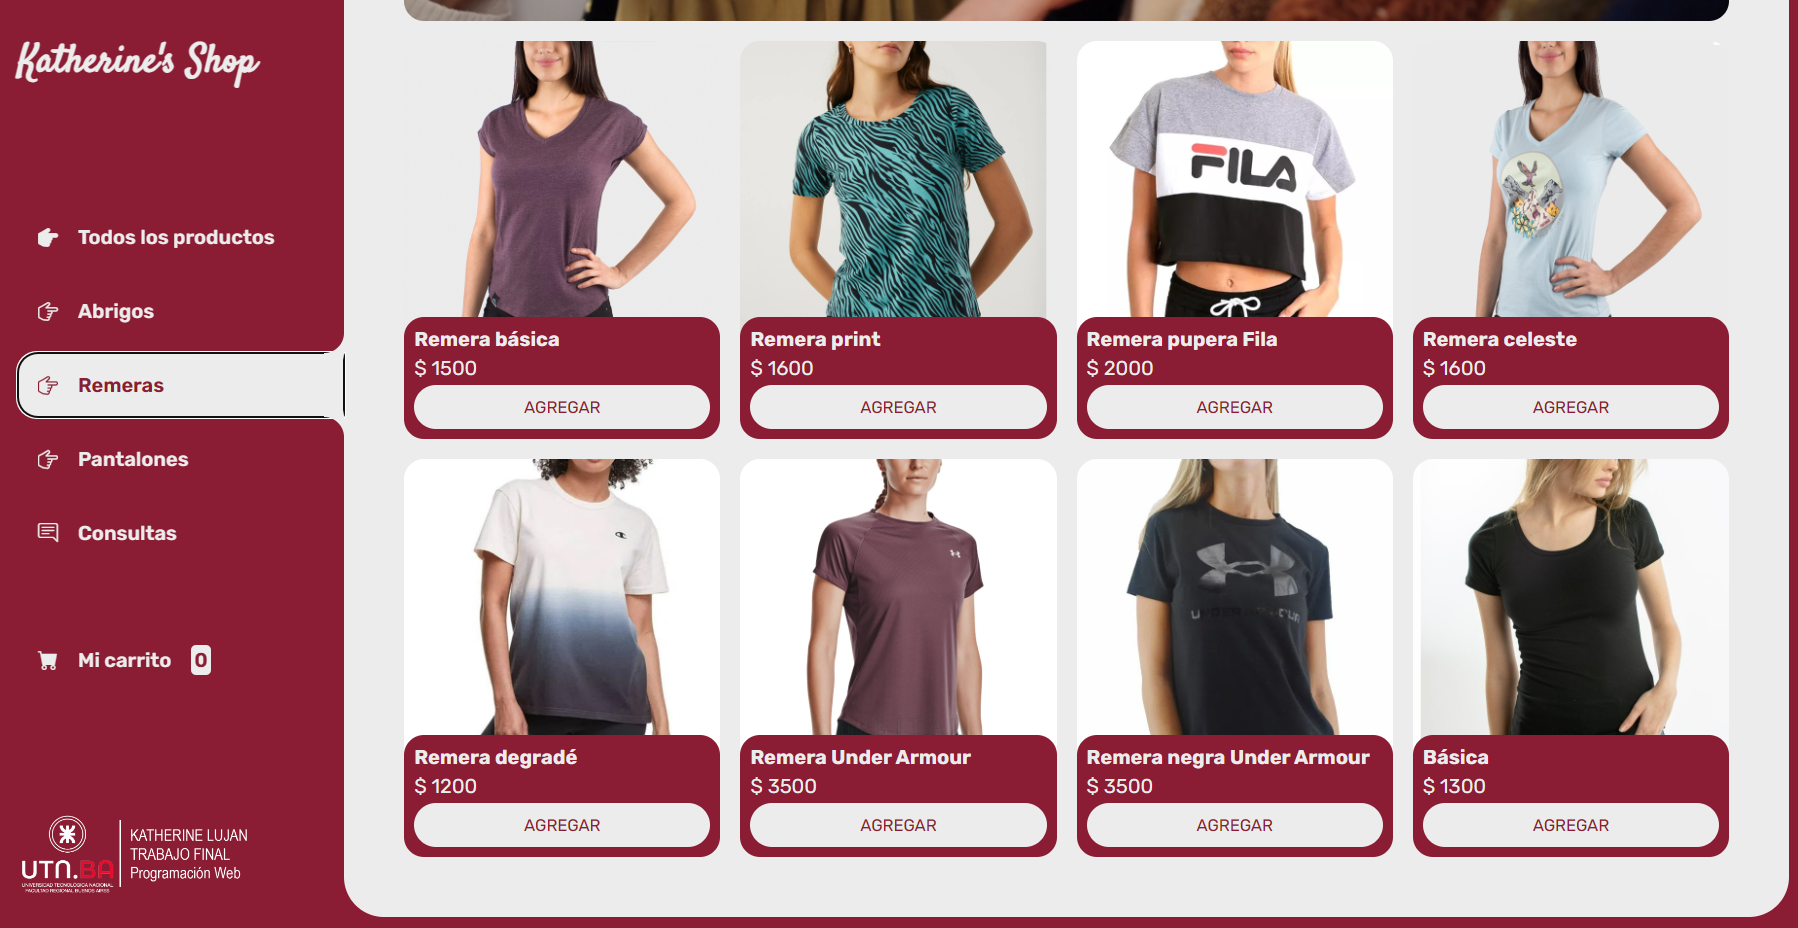 Katherine's Shop
Todos los productos
Abrigos
Remeras
Pantalones
Consultas
Mi carrito 0
UTN.BA
UNIVERSIDAD TECNOLÓGICA NACIONAL
FACULTAD REGIONAL BUENOS AIRES
KATHERINE LUJAN
TRABAJO FINAL
Programación Web
FILA
Remera básica
$ 1500
AGREGAR
Remera print
$ 1600
AGREGAR
Remera pupera Fila
$ 2000
AGREGAR
Remera celeste
$ 1600
AGREGAR
UNDER ARMOUR
Remera degradé
$ 1200
AGREGAR
Remera Under Armour
$ 3500
AGREGAR
Remera negra Under Armour
$ 3500
AGREGAR
Básica
$ 1300
AGREGAR